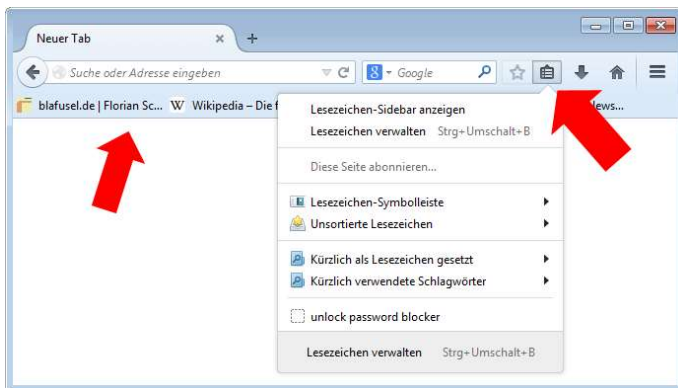 Neuer Tab
Suche oder Adresse eingeben
8 Google
blafusel.de | Florian Sc... W Wikipedia – Die f
ews...
Lesezeichen-Sidebar anzeigen
Lesezeichen verwalten Strg+Umschalt+B
Diese Seite abonnieren...
Lesezeichen-Symbolleiste
Unsortierte Lesezeichen
Kürzlich als Lesezeichen gesetzt
Kürzlich verwendete Schlagwörter
unlock password blocker
Lesezeichen verwalten Strg+Umschalt+B